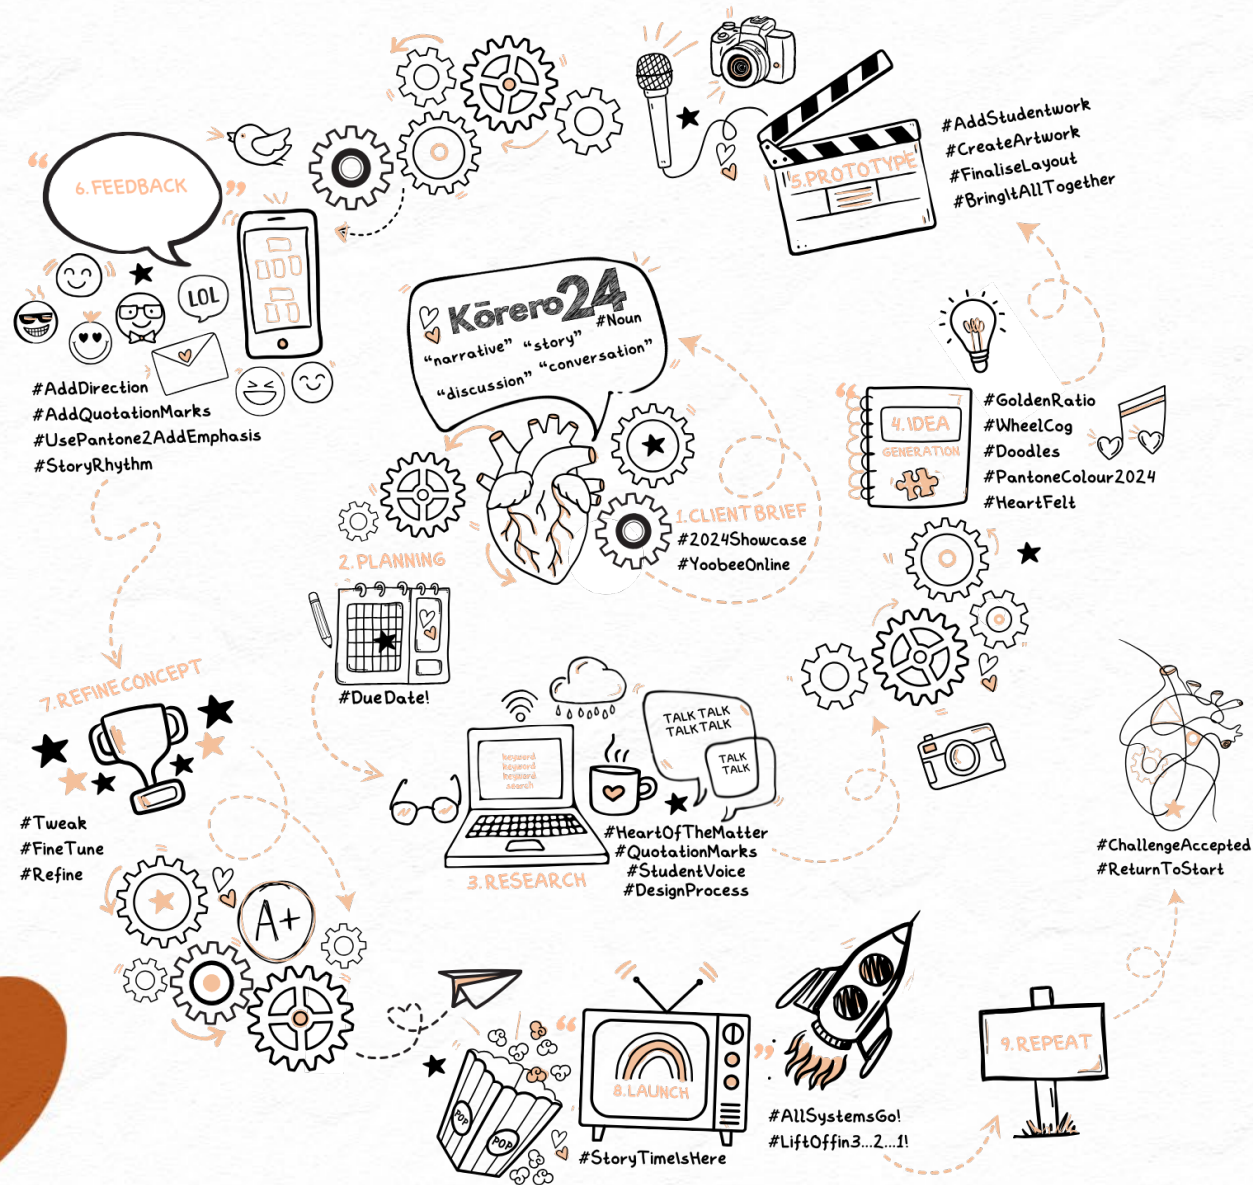 Kōrero24
#Noun
“narrative” “story”
“discussion” “conversation”
1.CLIENT BRIEF
#2024Showcase
#YoobeeOnline
2.PLANNING
#DueDate!
keyword
keyword
keyword
search
TALK TALK
TALK TALK
TALK
TALK
#HeartOfTheMatter
#QuotationMarks
#StudentVoice
#DesignProcess
3.RESEARCH
4.IDEA
GENERATION
#GoldenRatio
#WheelCog
#Doodles
#PantoneColour2024
#HeartFelt
5.PROTOTYPE
#AddStudentwork
#CreateArtwork
#FinaliseLayout
#BringItAllTogether
6.FEEDBACK
LOL
#AddDirection
#AddQuotationMarks
#UsePantone2AddEmphasis
#StoryRhythm
7.REFINE CONCEPT
#Tweak
#FineTune
#Refine
A+
POP
POP
8.LAUNCH
#StoryTimeIsHere
#AllSystemsGo!
#LiftOffin3...2...1!
9.REPEAT
#ChallengeAccepted
#ReturnToStart